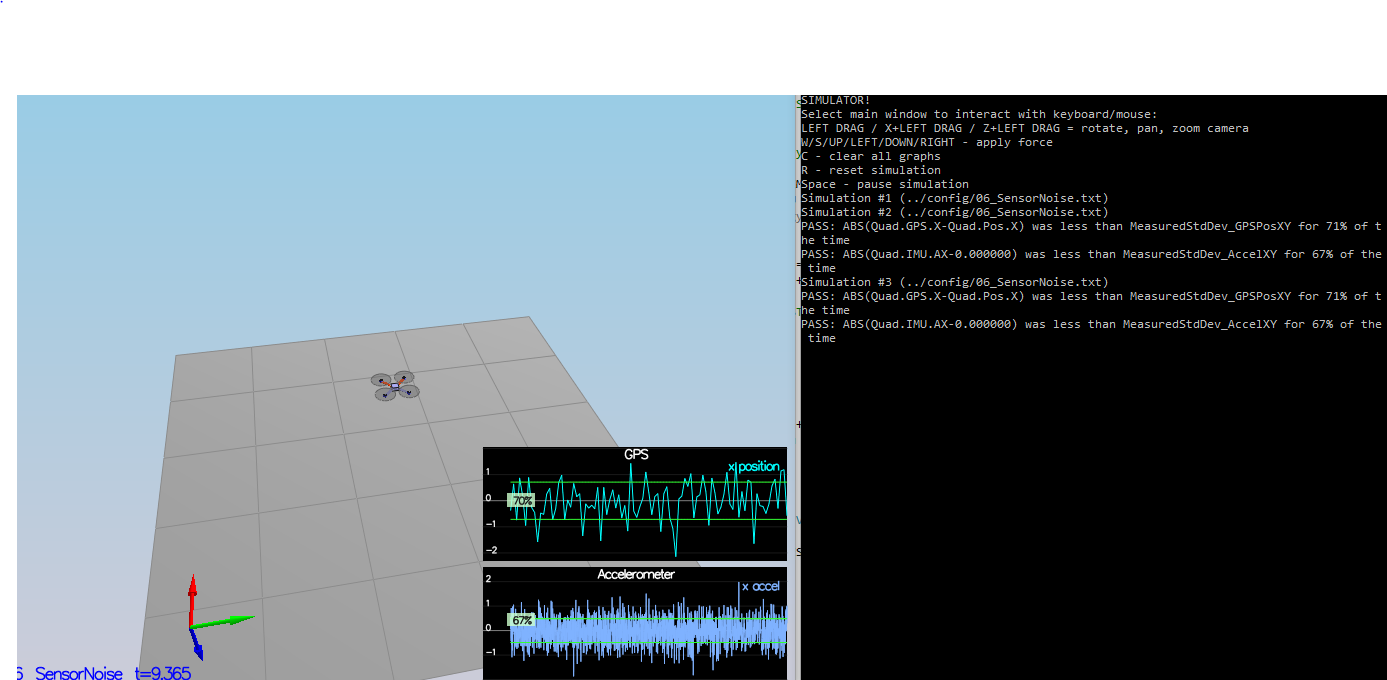 SIMULATOR!
Select main window to interact with keyboard/mouse:
LEFT DRAG / X+LEFT DRAG / Z+LEFT DRAG = rotate, pan, zoom camera
W/S/UP/LEFT/DOWN/RIGHT - apply force
C - clear all graphs
R - reset simulation
Space - pause simulation
Simulation #1 (../config/06_SensorNoise.txt)
Simulation #2 (../config/06_SensorNoise.txt)
PASS: ABS(Quad.GPS.X-Quad.Pos.X) was less than MeasuredStdDev_GPSPosXY for 71% of t
he time
PASS: ABS(Quad.IMU.AX-0.000000) was less than MeasuredStdDev_AccelXY for 67% of the
time
Simulation #3 (../config/06_SensorNoise.txt)
PASS: ABS(Quad.GPS.X-Quad.Pos.X) was less than MeasuredStdDev_GPSPosXY for 71% of t
he time
PASS: ABS(Quad.IMU.AX-0.000000) was less than MeasuredStdDev_AccelXY for 67% of the
time
GPS
x position
1
0
70%
-1
-2
Accelerometer
2
x accel
1
67%
0
-1
6 SensorNoise t=9.365